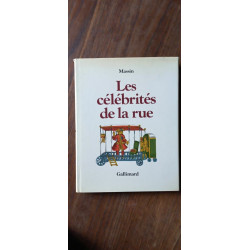 Massin
Les
célébrités
de la rue
Gallimard